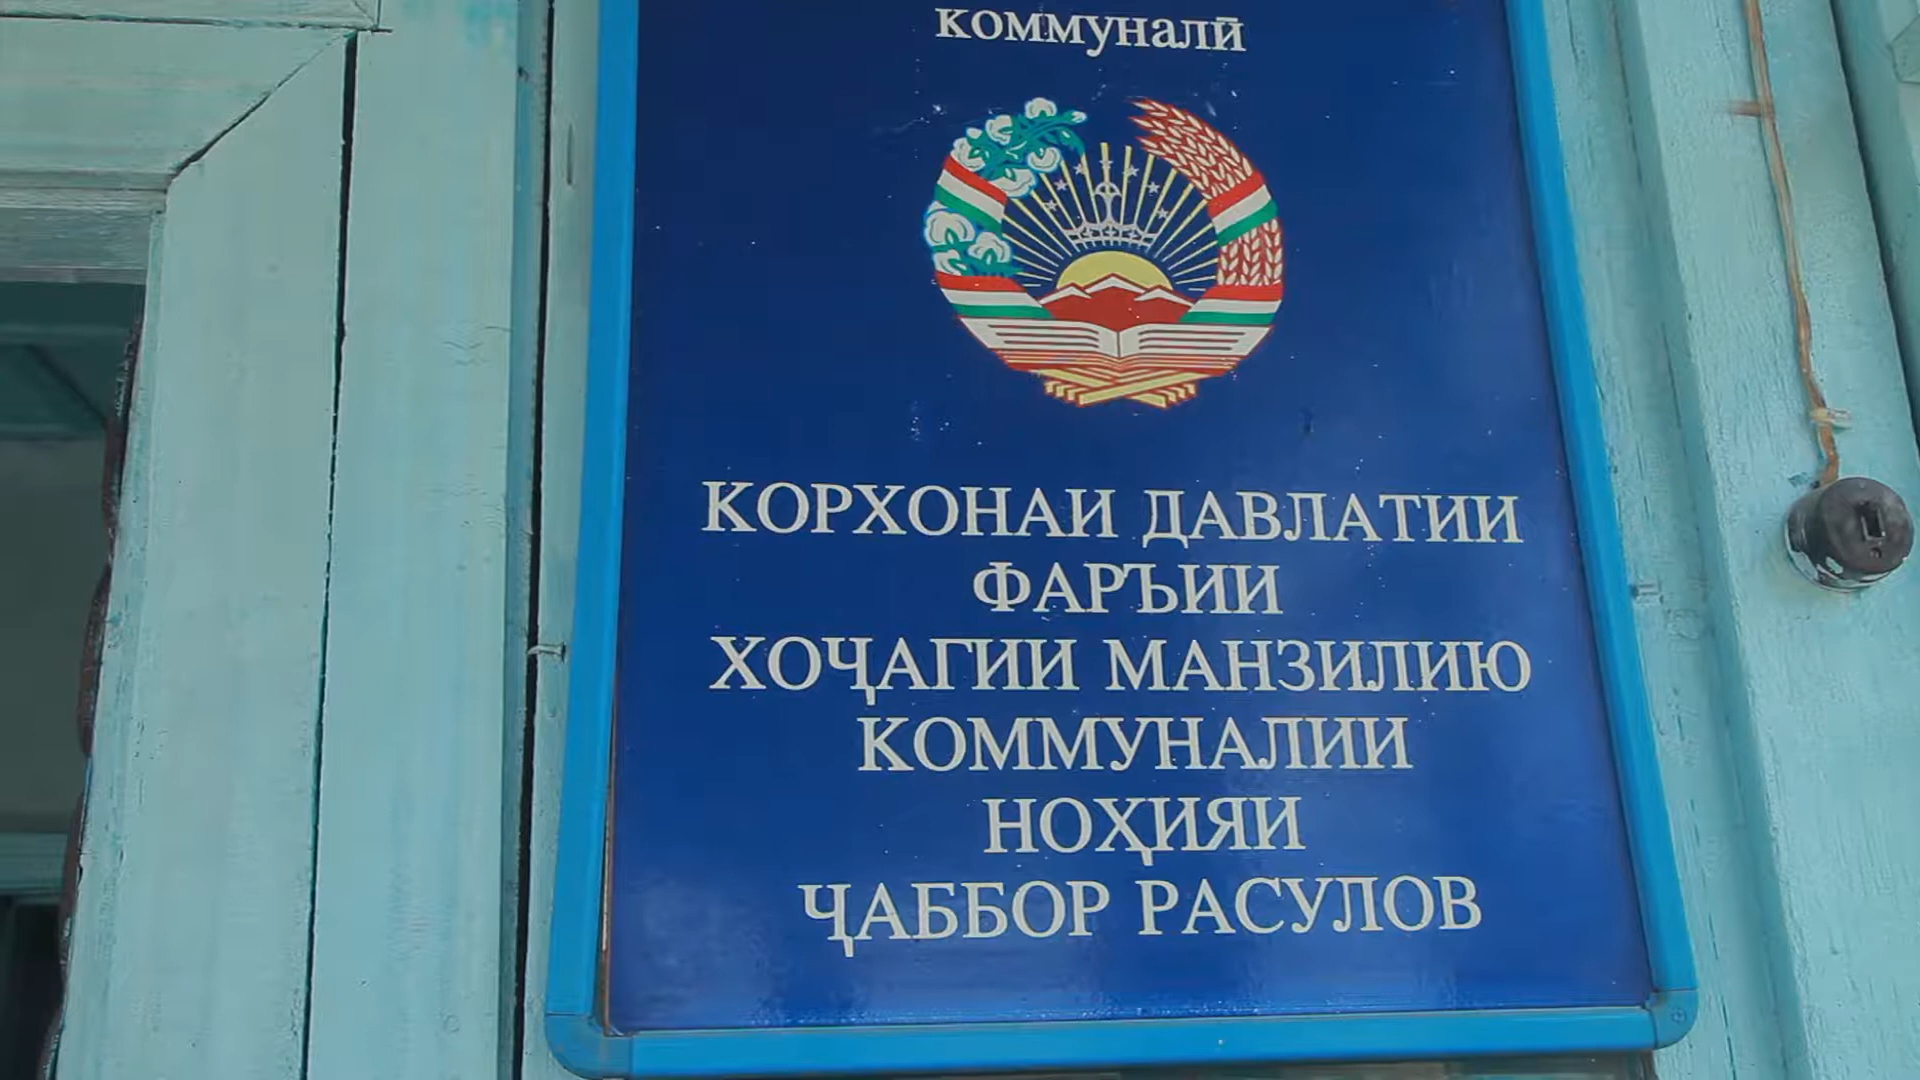 коммуналӣ
КОРХОНАИ ДАВЛАТИИ
ФАРЪИИ
ХОҶАГИИ МАНЗИЛИЮ
КОММУНАЛИИ
НОҲИЯИ
ҶАББОР РАСУЛОВ